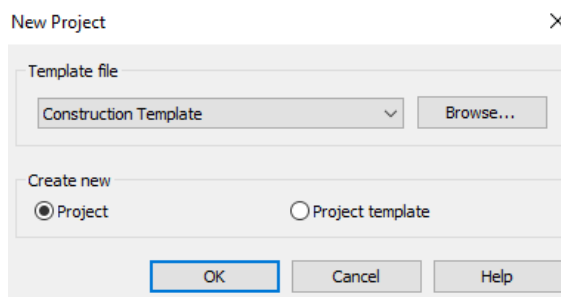 New Project
Template file
Construction Template
Browse...
Create new
Project
Project template
OK
Cancel
Help